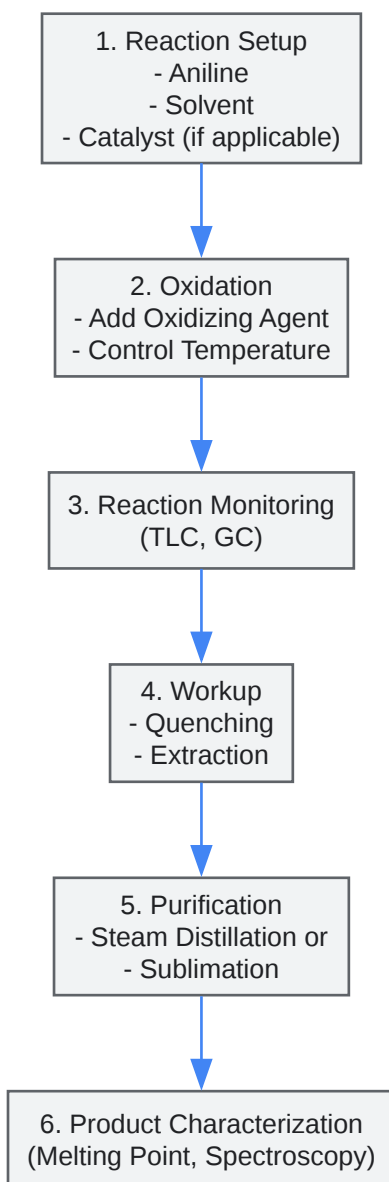 1. Reaction Setup
- Aniline
- Solvent
- Catalyst (if applicable)
2. Oxidation
- Add Oxidizing Agent
- Control Temperature
3. Reaction Monitoring
(TLC, GC)
4. Workup
- Quenching
- Extraction
5. Purification
- Steam Distillation or
- Sublimation
6. Product Characterization
(Melting Point, Spectroscopy)